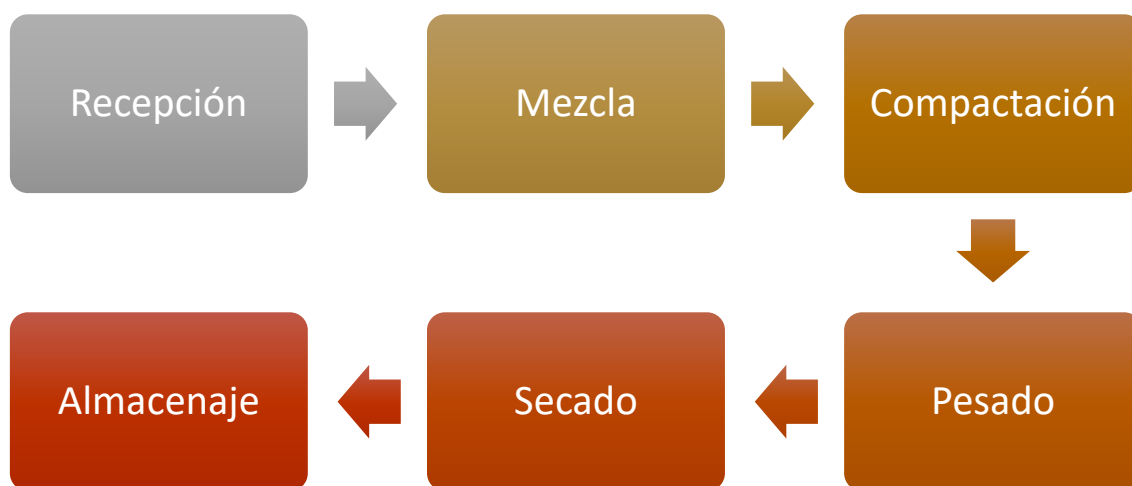 Recepción
Mezcla
Compactación
Pesado
Secado
Almacenaje